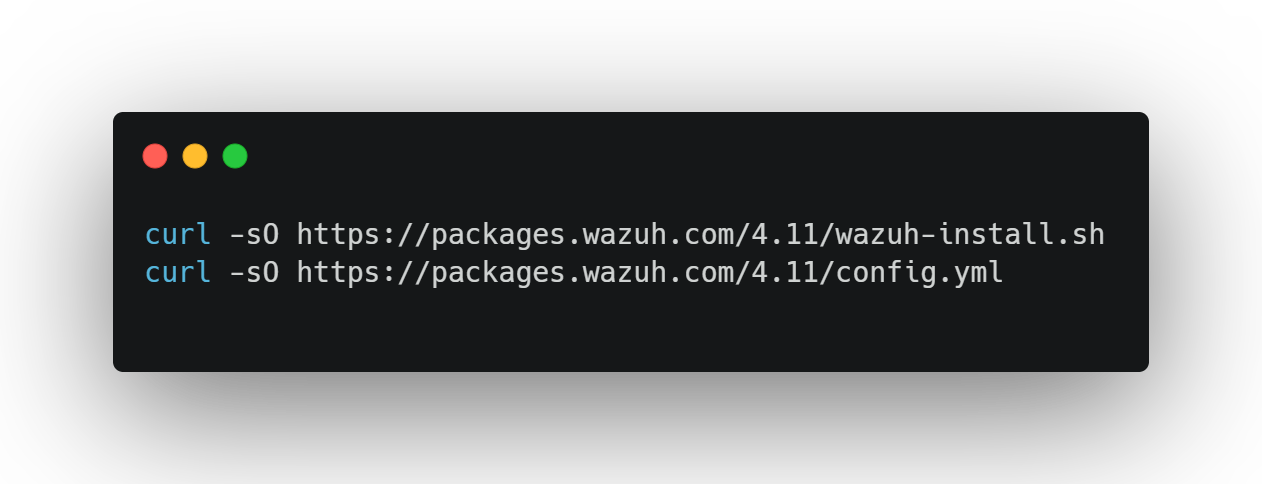 curl -sO https://packages.wazuh.com/4.11/wazuh-install.sh
curl -sO https://packages.wazuh.com/4.11/config.yml